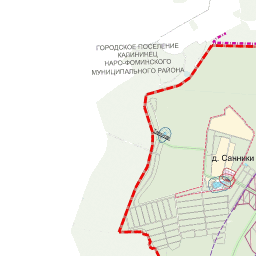 ГОРОДСКОЕ ПОСЕЛЕНИЕ
КАЛИНИНЕЦ
НАРО-ФОМИНСКОГО
МУНИЦИПАЛЬНОГО РАЙОНА
д. Санники